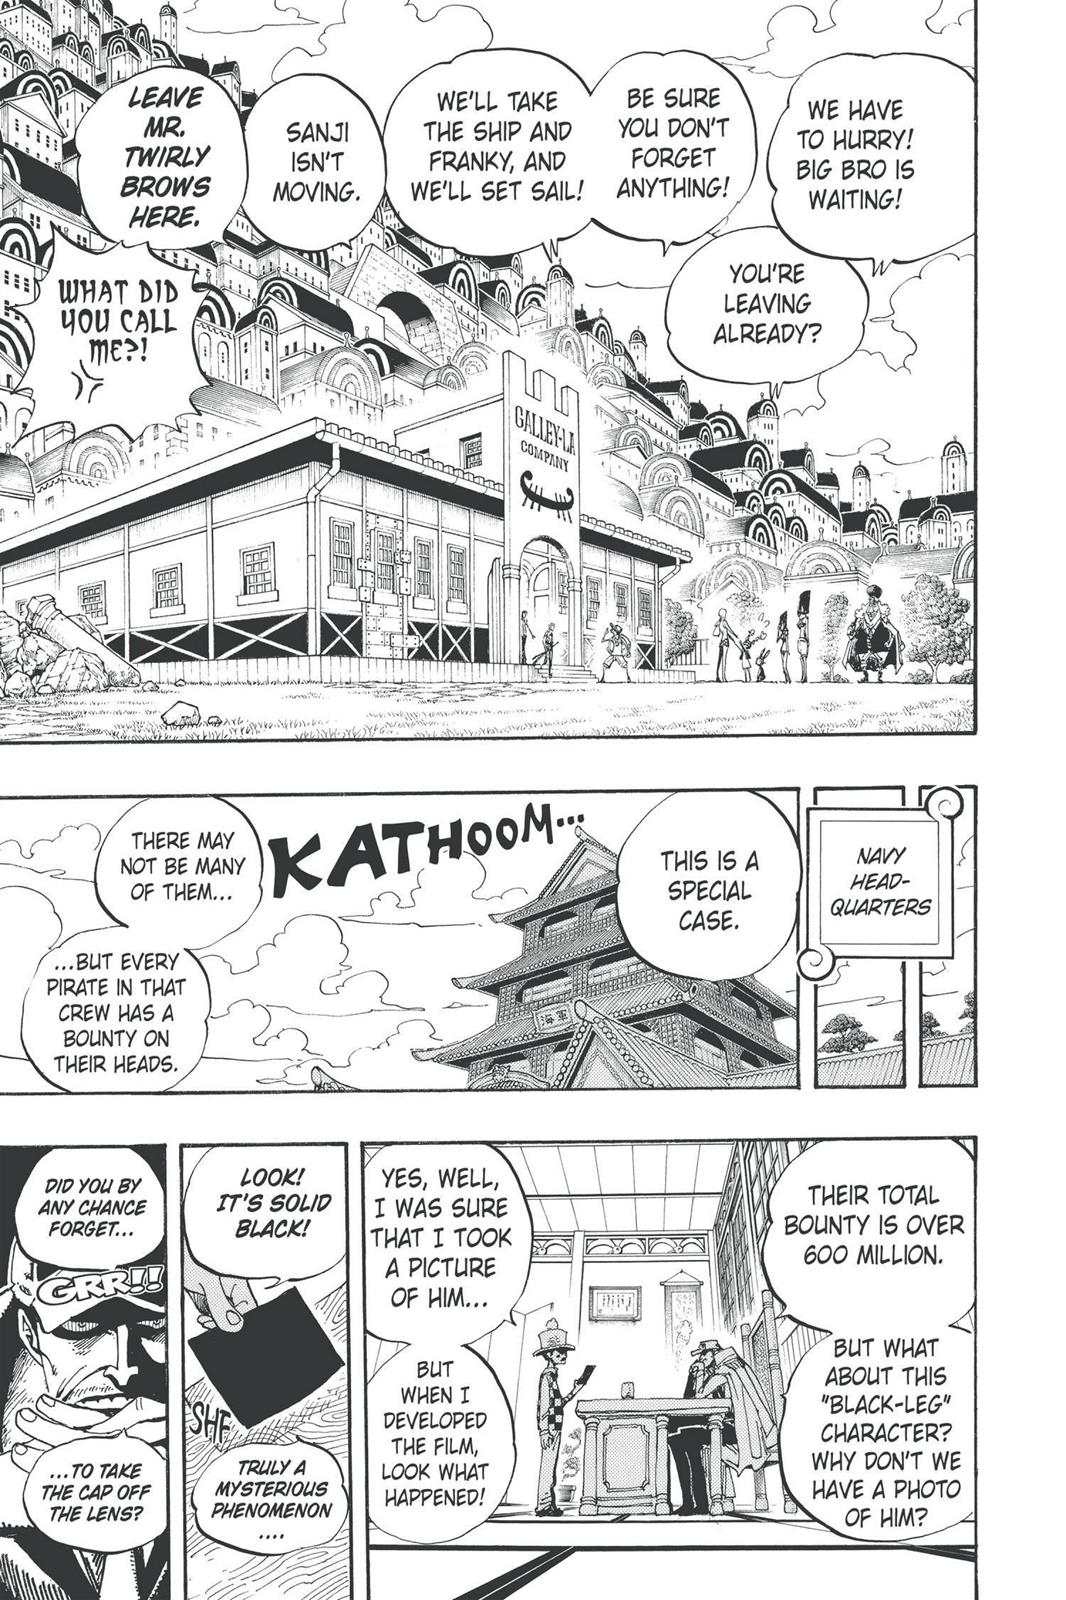 WE HAVE
TO HURRY!
BIG BRO IS
WAITING!
BE SURE
YOU DON'T
FORGET
ANYTHING!
YOU'RE
LEAVING
ALREADY?
WE'LL TAKE
THE SHIP AND
FRANKY, AND
WE'LL SET SAIL!
SANJI
ISN'T
MOVING.
LEAVE
MR.
TWIRLY
BROWS
HERE.
WHAT DID
YOU CALL
ME?!
GALLEY-LA
COMPANY
NAVY
HEAD-
QUARTERS
THIS IS A
SPECIAL
CASE.
KATHOOM...
THERE MAY
NOT BE MANY
OF THEM...
...BUT EVERY
PIRATE IN THAT
CREW HAS A
BOUNTY ON
THEIR HEADS.
THEIR TOTAL
BOUNTY IS OVER
600 MILLION.
BUT WHAT
ABOUT THIS
"BLACK-LEG"
CHARACTER?
WHY DON'T WE
HAVE A PHOTO
OF HIM?
YES, WELL,
I WAS SURE
THAT I TOOK
A PICTURE
OF HIM...
BUT
WHEN I
DEVELOPED
THE FILM,
LOOK WHAT
HAPPENED!
LOOK!
IT'S SOLID
BLACK!
SHF
TRULY A
MYSTERIOUS
PHENOMENON
....
DID YOU BY
ANY CHANCE
FORGET...
GRR!!
...TO TAKE
THE CAP OFF
THE LENS?